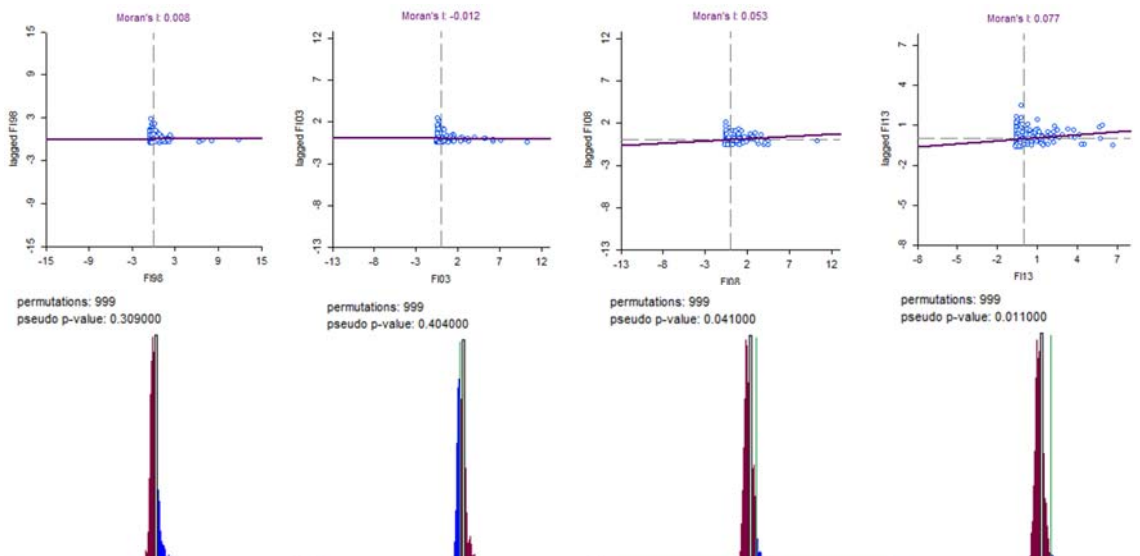 Moran's I: 0.008
15
9
3
-3
-9
-15
lagged FI98
-15 -9 -3 3 9 15
FI98
permutations: 999
pseudo p-value: 0.309000
Moran's I: -0.012
12
7
2
-3
-8
-13
lagged FI03
-13 -8 -3 2 7 12
FI03
permutations: 999
pseudo p-value: 0.404000
Moran's I: 0.053
12
7
2
-3
-8
-13
lagged FI08
-13 -8 -3 2 7 12
FI08
permutations: 999
pseudo p-value: 0.041000
Moran's I: 0.077
7
4
1
-2
-5
-8
lagged FI13
-8 -5 -2 1 4 7
FI13
permutations: 999
pseudo p-value: 0.011000